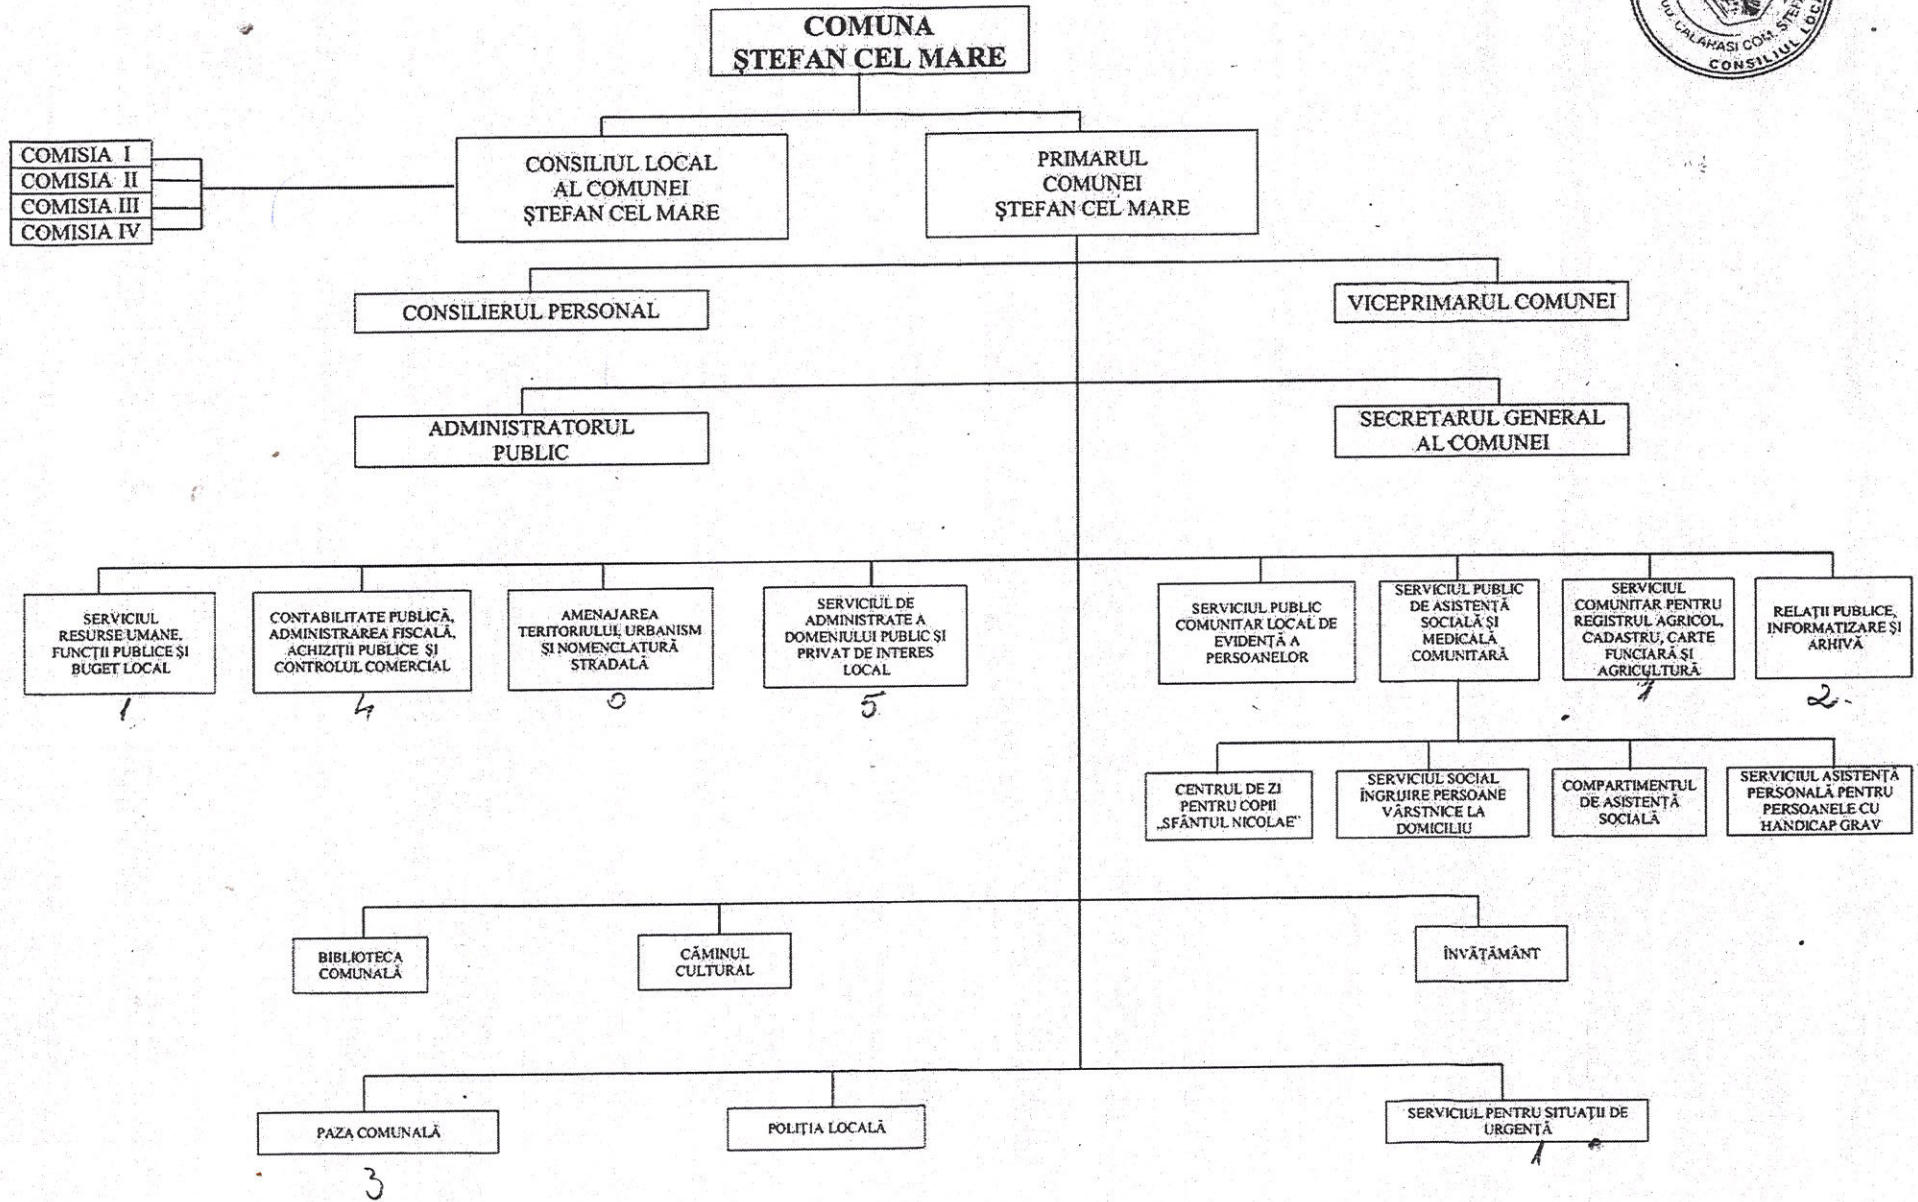 COMUNA
ŞTEFAN CEL MARE
CALARASI COM. ŞTEFAN
CONSILIUL LOCAL
COMISIA I
COMISIA II
COMISIA III
COMISIA IV
CONSILIUL LOCAL
AL COMUNEI
ŞTEFAN CEL MARE
PRIMARUL
COMUNEI
ŞTEFAN CEL MARE
CONSILIERUL PERSONAL
VICEPRIMARUL COMUNEI
ADMINISTRATORUL
PUBLIC
SECRETARUL GENERAL
AL COMUNEI
SERVICIUL
RESURSE UMANE,
FUNCŢII PUBLICE ŞI
BUGET LOCAL
1
CONTABILITATE PUBLICĂ,
ADMINISTRAREA FISCALĂ,
ACHIZIŢII PUBLICE ŞI
CONTROLUL COMERCIAL
4
AMENAJAREA
TERITORIULUI, URBANISM
ŞI NOMENCLATURĂ
STRADALĂ
0
SERVICIUL DE
ADMINISTRATE A
DOMENIULUI PUBLIC ŞI
PRIVAT DE INTERES
LOCAL
5
SERVICIUL PUBLIC
COMUNITAR LOCAL DE
EVIDENŢĂ A
PERSOANELOR
SERVICIUL PUBLIC
DE ASISTENŢĂ
SOCIALĂ ŞI
MEDICALĂ
COMUNITARĂ
SERVICIUL
COMUNITAR PENTRU
REGISTRUL AGRICOL,
CADASTRU, CARTE
FUNCIARĂ ŞI
AGRICULTURĂ
1
RELAŢII PUBLICE,
INFORMATIZARE ŞI
ARHIVĂ
2
CENTRUL DE ZI
PENTRU COPII
„SFÂNTUL NICOLAE”
SERVICIUL SOCIAL
ÎNGRIJIRE PERSOANE
VÂRSTNICE LA
DOMICILIU
COMPARTIMENTUL
DE ASISTENŢĂ
SOCIALĂ
SERVICIUL ASISTENŢĂ
PERSONALĂ PENTRU
PERSOANELE CU
HANDICAP GRAV
BIBLIOTECA
COMUNALĂ
CĂMINUL
CULTURAL
ÎNVĂŢĂMÂNT
PAZA COMUNALĂ
3
POLIŢIA LOCALĂ
SERVICIUL PENTRU SITUAŢII DE
URGENŢĂ
1